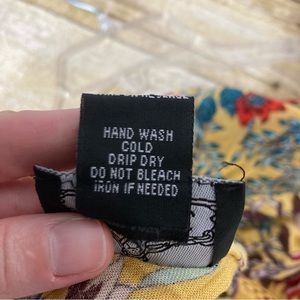 HAND WASH
COLD
DRIP DRY
DO NOT BLEACH
IRON IF NEEDED